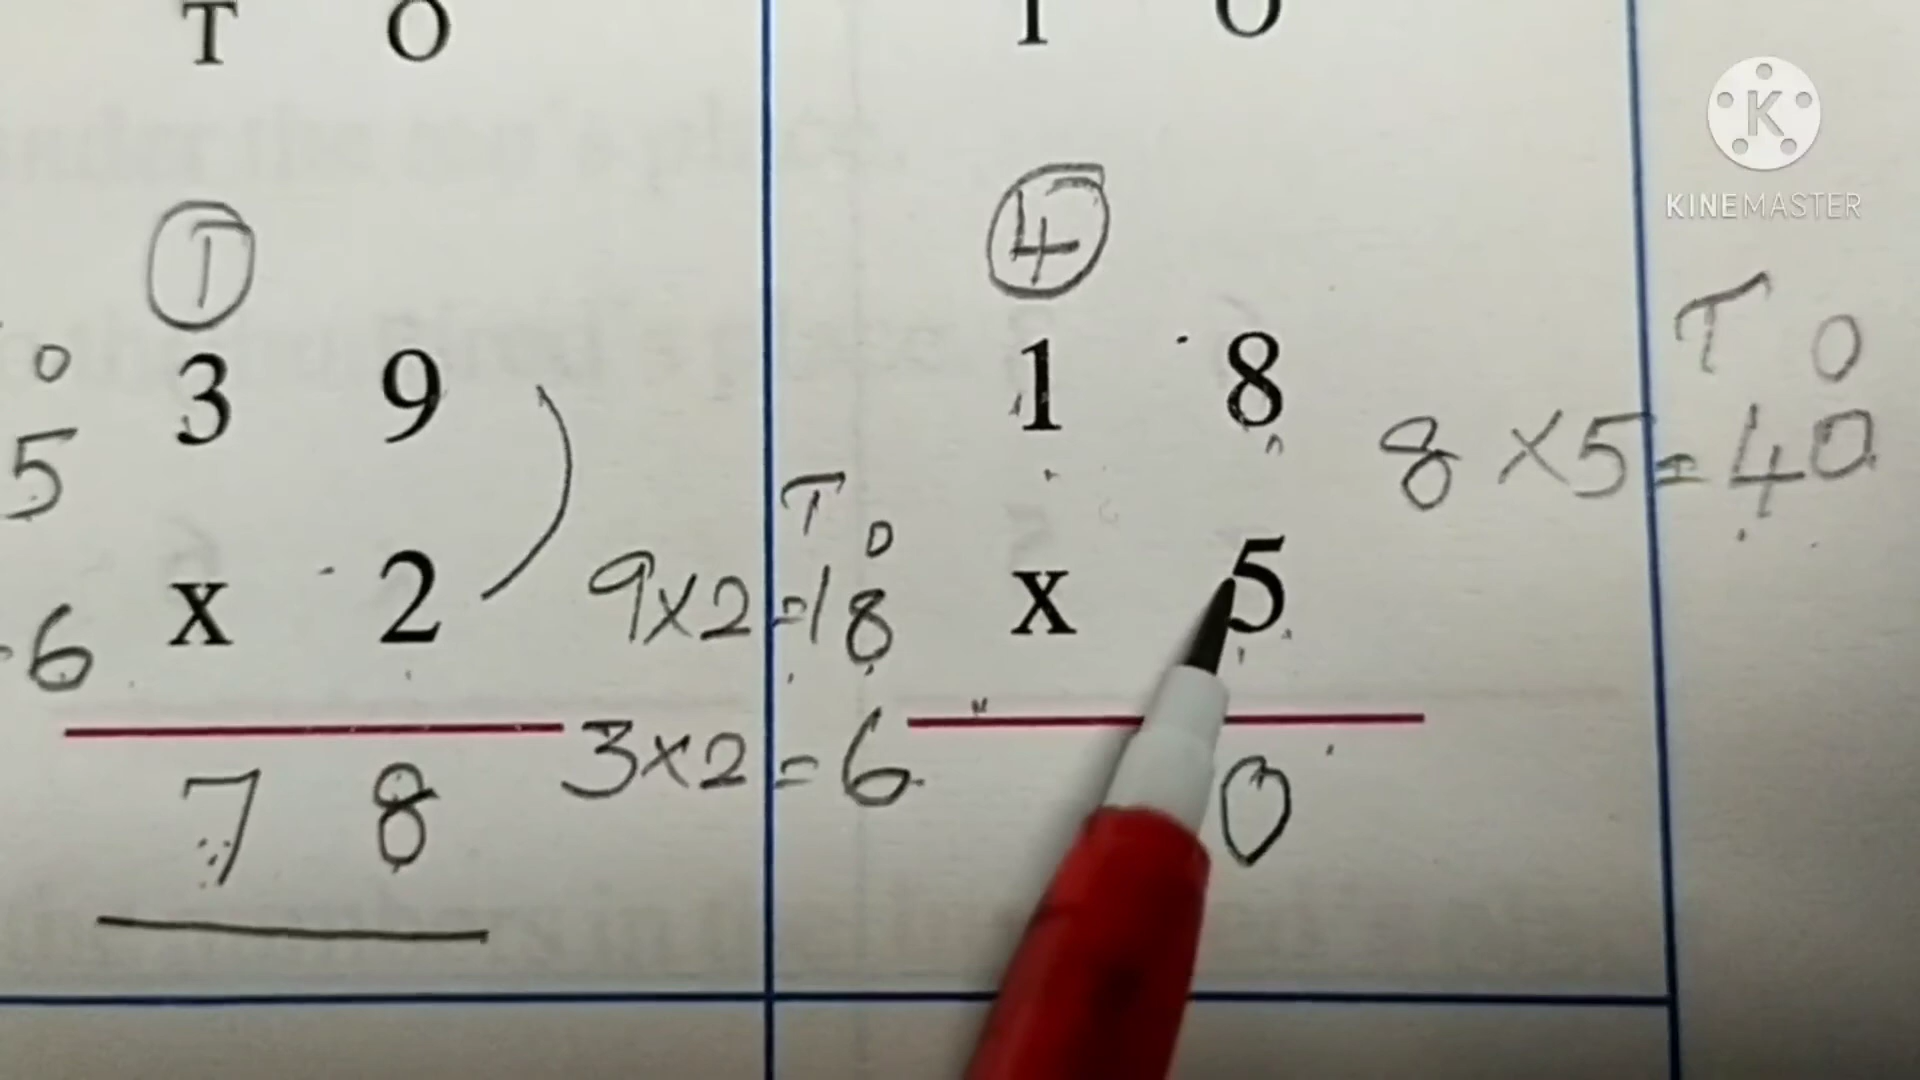 T O
T O
K
KINEMASTER
1
4
T O
O
3 9
1 8
8 x 5 = 40
5
T O
x 2
9 x 2 = 18
x 5
6
3 x 2 = 6
7 8
0